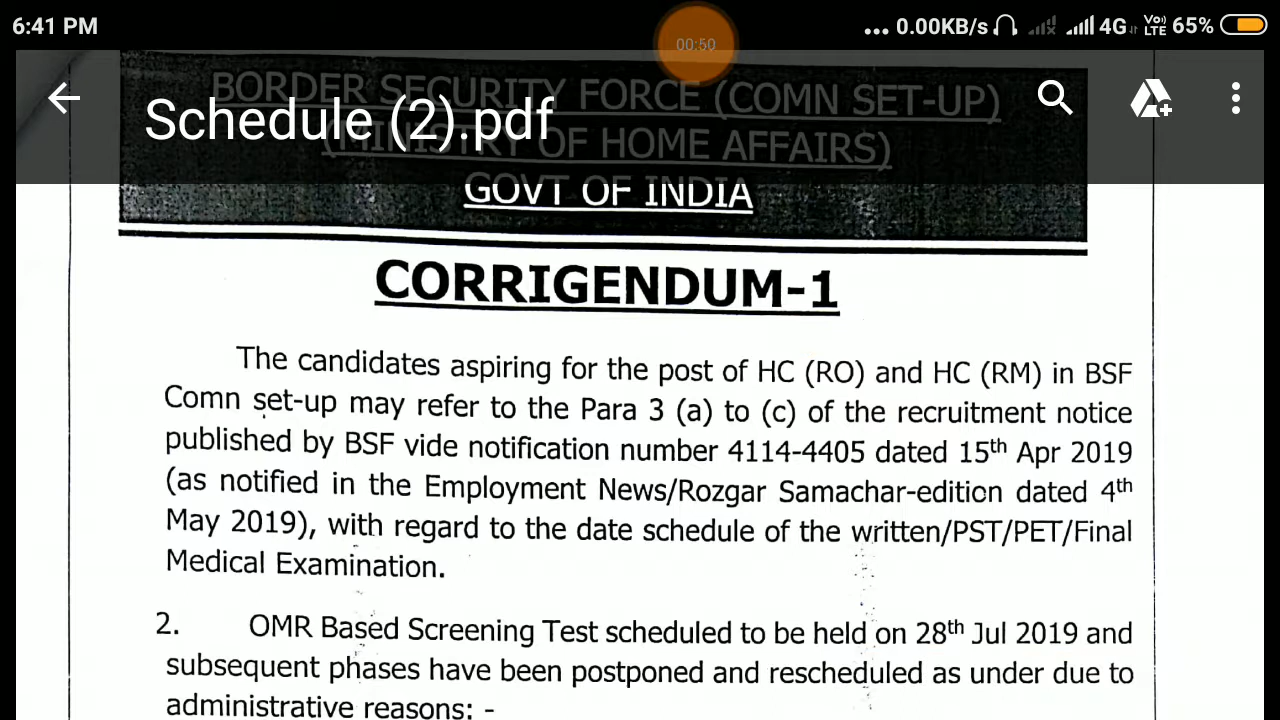 6:41 PM
00:50
... 0.00KB/s 4G VoLTE 65%
BORDER SECURITY FORCE (COMN SET-UP)
Schedule (2).pdf
(MINISTRY OF HOME AFFAIRS)
GOVT OF INDIA
CORRIGENDUM-1
The candidates aspiring for the post of HC (RO) and HC (RM) in BSF
Comn set-up may refer to the Para 3 (a) to (c) of the recruitment notice
published by BSF vide notification number 4114-4405 dated 15th Apr 2019
(as notified in the Employment News/Rozgar Samachar-edition dated 4th
May 2019), with regard to the date schedule of the written/PST/PET/Final
Medical Examination.
2. OMR Based Screening Test scheduled to be held on 28th Jul 2019 and
subsequent phases have been postponed and rescheduled as under due to
administrative reasons: -